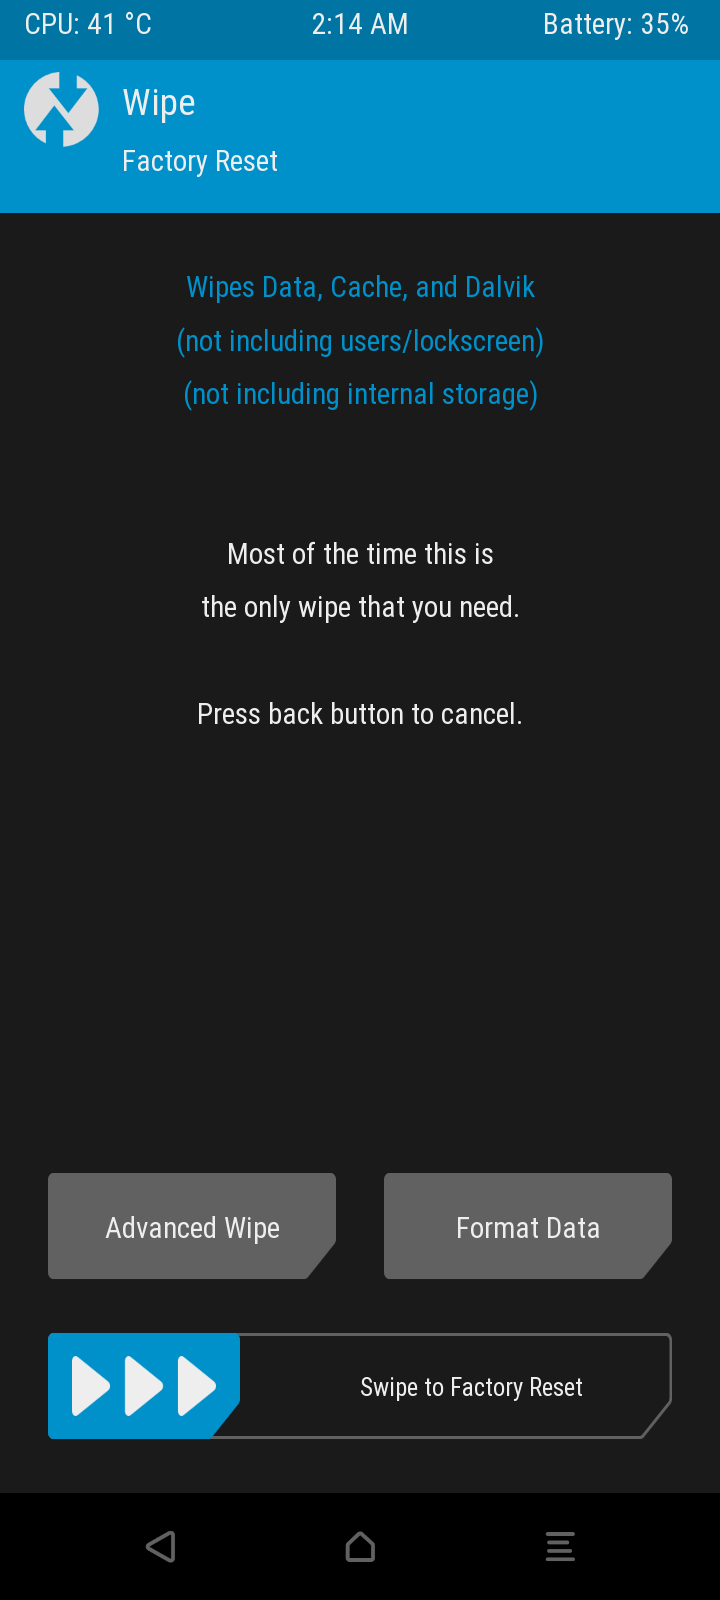 CPU: 41 °C 2:14 AM Battery: 35%
Wipe
Factory Reset
Wipes Data, Cache, and Dalvik
(not including users/lockscreen)
(not including internal storage)
Most of the time this is
the only wipe that you need.
Press back button to cancel.
Advanced Wipe Format Data
Swipe to Factory Reset